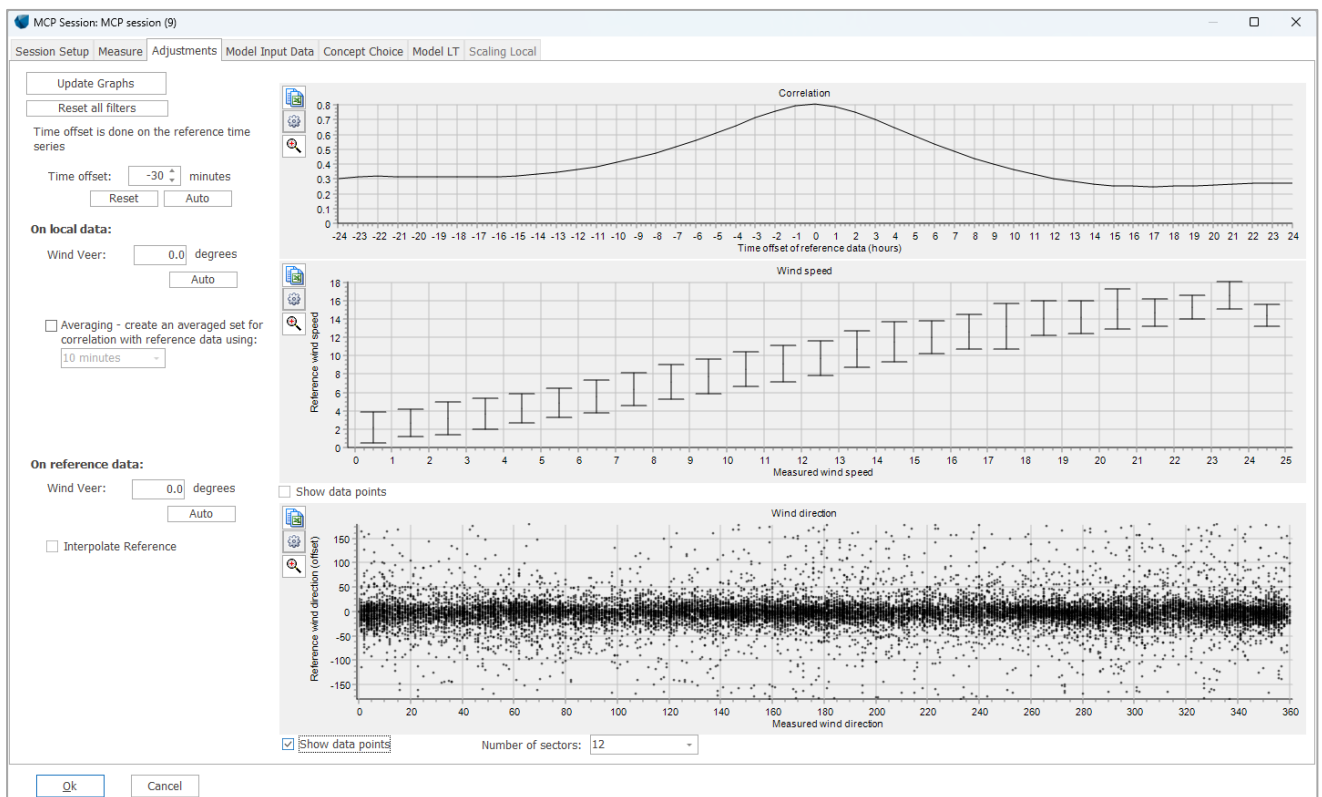 MCP Session: MCP session (9)
Session Setup Measure Adjustments Model Input Data Concept Choice Model LT Scaling Local
Update Graphs
Reset all filters
Time offset is done on the reference time
series
Time offset: -30 minutes
Reset Auto
On local data:
Wind Veer: 0.0 degrees
Auto
Averaging - create an averaged set for
correlation with reference data using:
10 minutes
On reference data:
Wind Veer: 0.0 degrees
Auto
Interpolate Reference
Correlation
0.8
0.7
0.6
0.5
0.4
0.3
0.2
0.1
0
-24 -23 -22 -21 -20 -19 -18 -17 -16 -15 -14 -13 -12 -11 -10 -9 -8 -7 -6 -5 -4 -3 -2 -1 0 1 2 3 4 5 6 7 8 9 10 11 12 13 14 15 16 17 18 19 20 21 22 23 24
Time offset of reference data (hours)
Wind speed
Reference wind speed
18
16
14
12
10
8
6
4
2
0
0 1 2 3 4 5 6 7 8 9 10 11 12 13 14 15 16 17 18 19 20 21 22 23 24 25
Measured wind speed
Show data points
Wind direction
Reference wind direction (offset)
150
100
50
0
-50
-100
-150
0 20 40 60 80 100 120 140 160 180 200 220 240 260 280 300 320 340 360
Measured wind direction
Show data points Number of sectors: 12
Ok Cancel